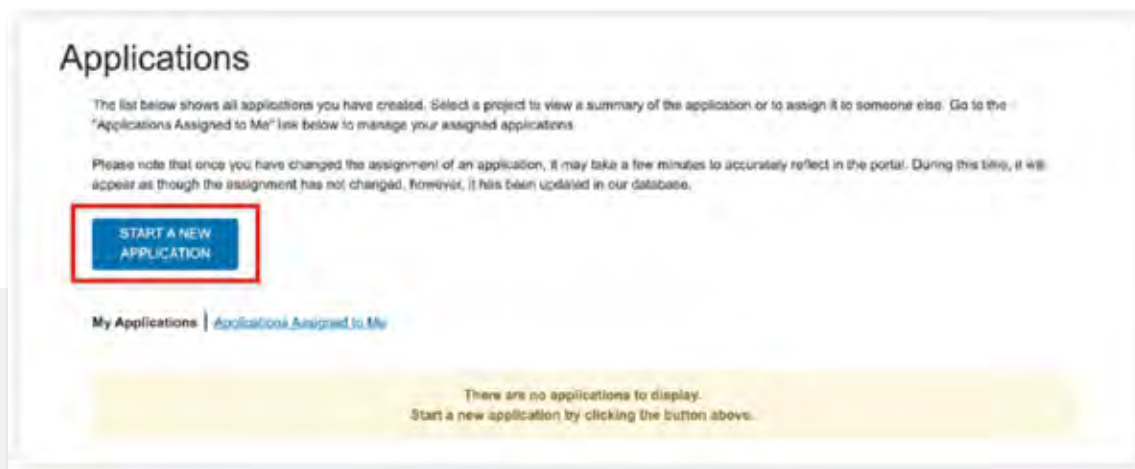 Applications
The list below shows all applications you have created. Select a project to view a summary of the application or to assign it to someone else. Go to the
"Applications Assigned to Me" link below to manage your assigned applications.
Please note that once you have changed the assignment of an application, it may take a few minutes to accurately reflect in the portal. During this time, it will
appear as though the assignment has not changed, however, it has been updated in our database.
START A NEW
APPLICATION
My Applications | Applications Assigned to Me
There are no applications to display.
Start a new application by clicking the button above.